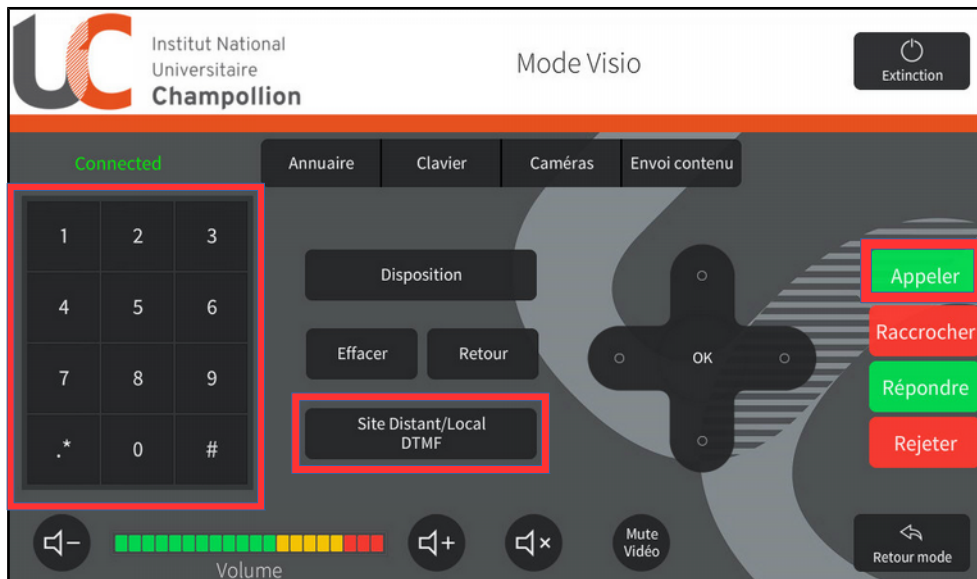 UC
Institut National
Universitaire
Champollion
Mode Visio
Extinction
Connected
Annuaire
Clavier
Caméras
Envoi contenu
1 2 3
4 5 6
7 8 9
.* 0 #
Disposition
Effacer
Retour
Site Distant/Local
DTMF
OK
Appeler
Raccrocher
Répondre
Rejeter
Volume
Mute
Vidéo
Retour mode